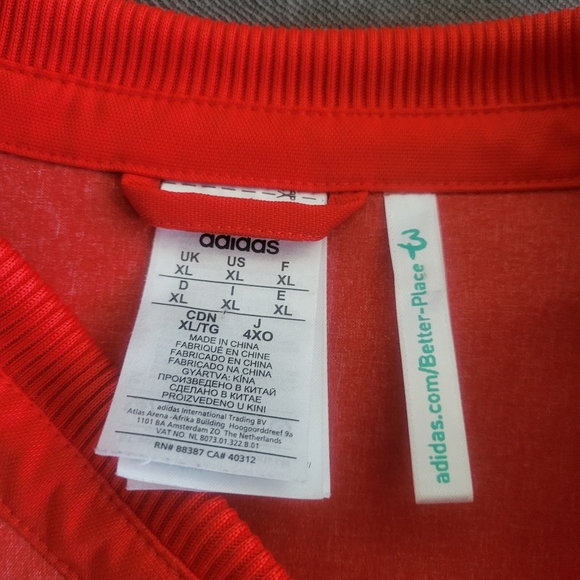 adidas
UK US F
XL XL XL
D I E
XL XL XL
CDN J
XL/TG 4XO
MADE IN CHINA
FABRIQUÉ EN CHINE
FABRICADO EN CHINA
FABRICADO NA CHINA
GYÁRTVA: KÍNA
ПРОИЗВЕДЕНО В КИТАЙ
СДЕЛАНО В КИТАЕ
PROIZVEDENO U KINI
adidas International Trading BV
Atlas Arena -Afrika Building Hoogoorddreef 9a
1101 BA Amsterdam ZO The Netherlands
VAT NO. NL 8073.01.322.8.01
RN# 88387 CA# 40312
adidas.com/Better-Place